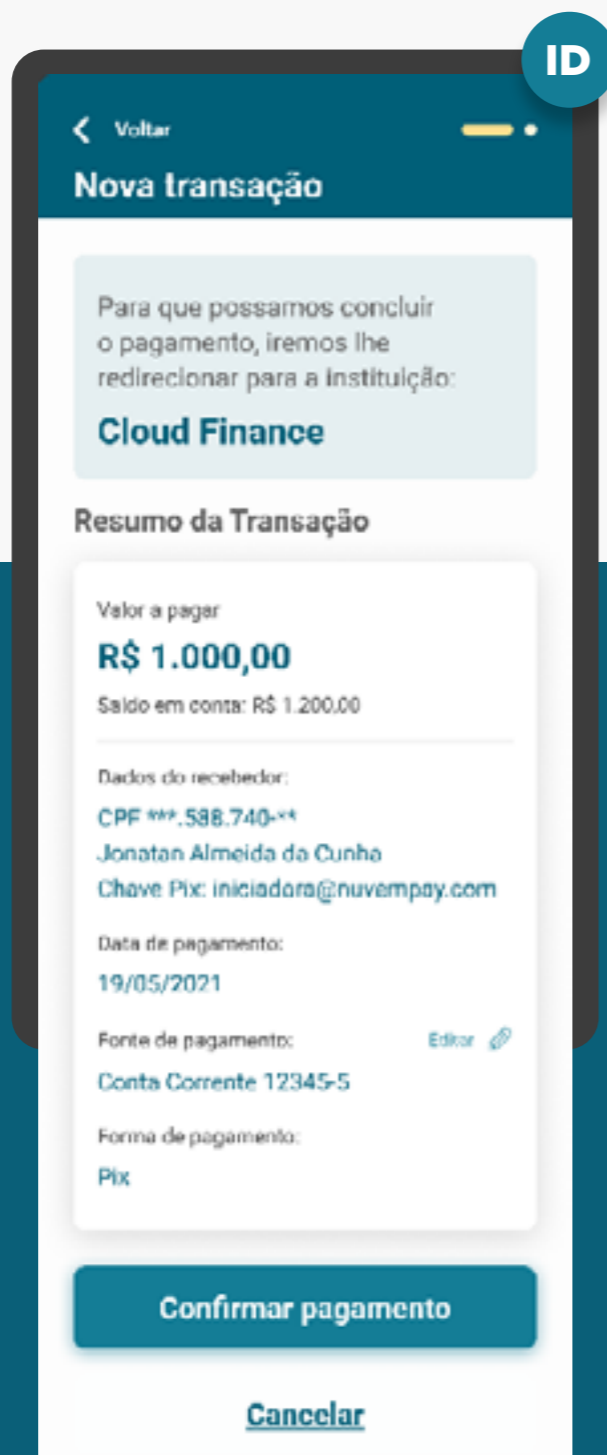 ID
Voltar
Nova transação
Para que possamos concluir
o pagamento, iremos lhe
redirecionar para a instituição:
Cloud Finance
Resumo da Transação
Valor a pagar
R$ 1.000,00
Saldo em conta: R$ 1.200,00
Dados do recebedor:
CPF ***.588.740-**
Jonatan Almeida da Cunha
Chave Pix: iniciadora@nuvempay.com
Data de pagamento:
19/05/2021
Fonte de pagamento:
Editar
Conta Corrente 12345-5
Forma de pagamento:
Pix
Confirmar pagamento
Cancelar